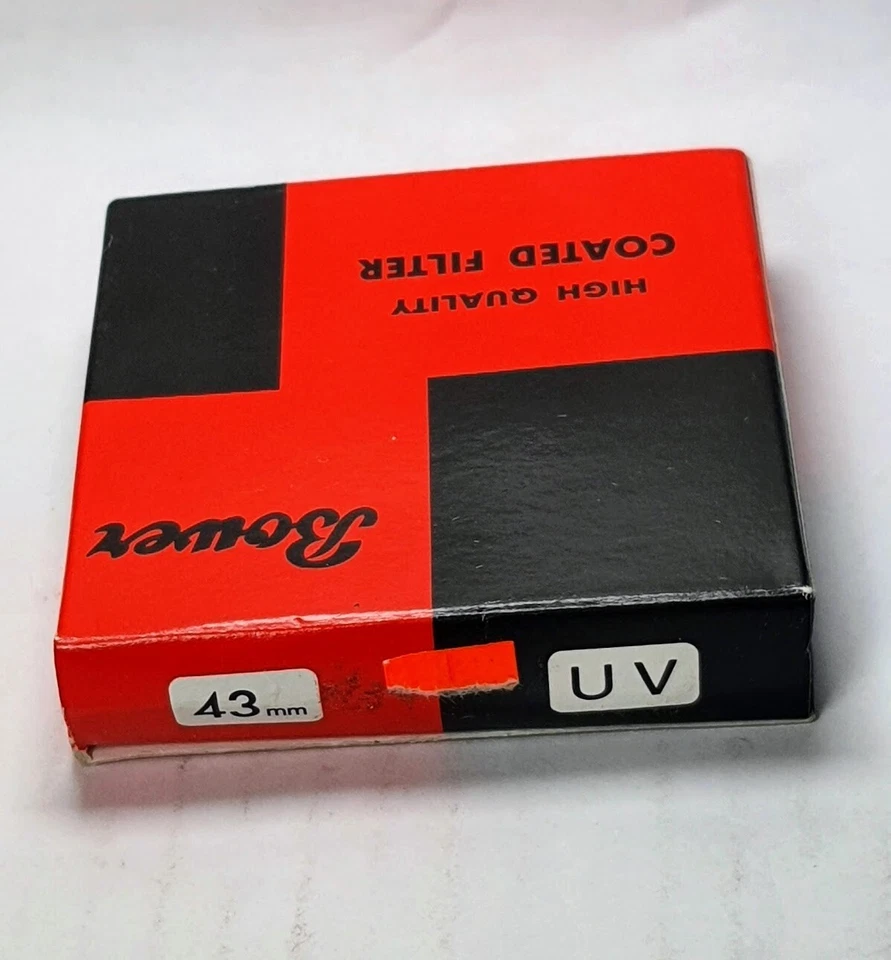 Bower
HIGH QUALITY
COATED FILTER
43mm
UV